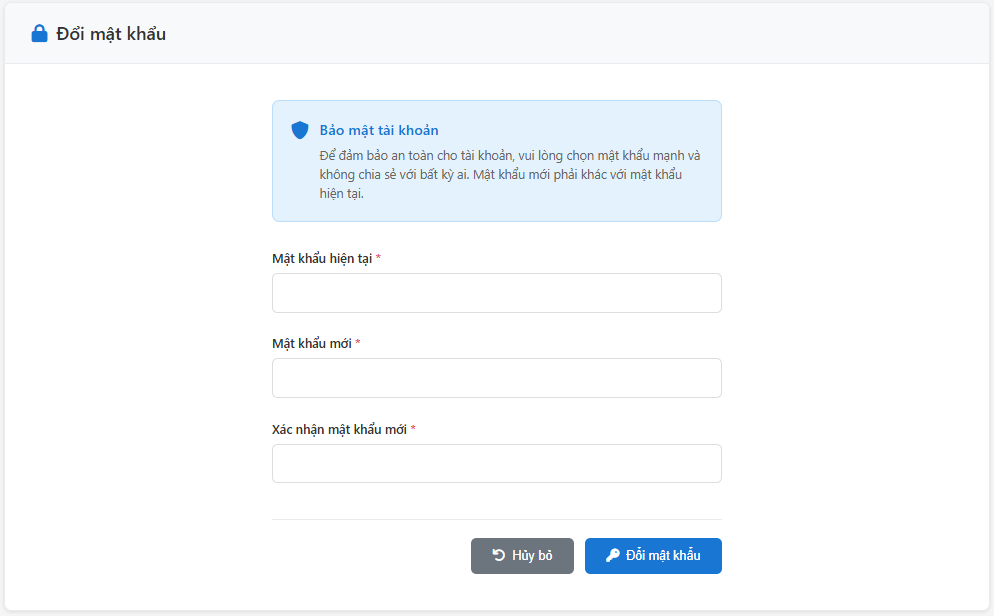 Đổi mật khẩu
Bảo mật tài khoản
Để đảm bảo an toàn cho tài khoản, vui lòng chọn mật khẩu mạnh và
không chia sẻ với bất kỳ ai. Mật khẩu mới phải khác với mật khẩu
hiện tại.
Mật khẩu hiện tại *
Mật khẩu mới *
Xác nhận mật khẩu mới *
Hủy bỏ
Đổi mật khẩu